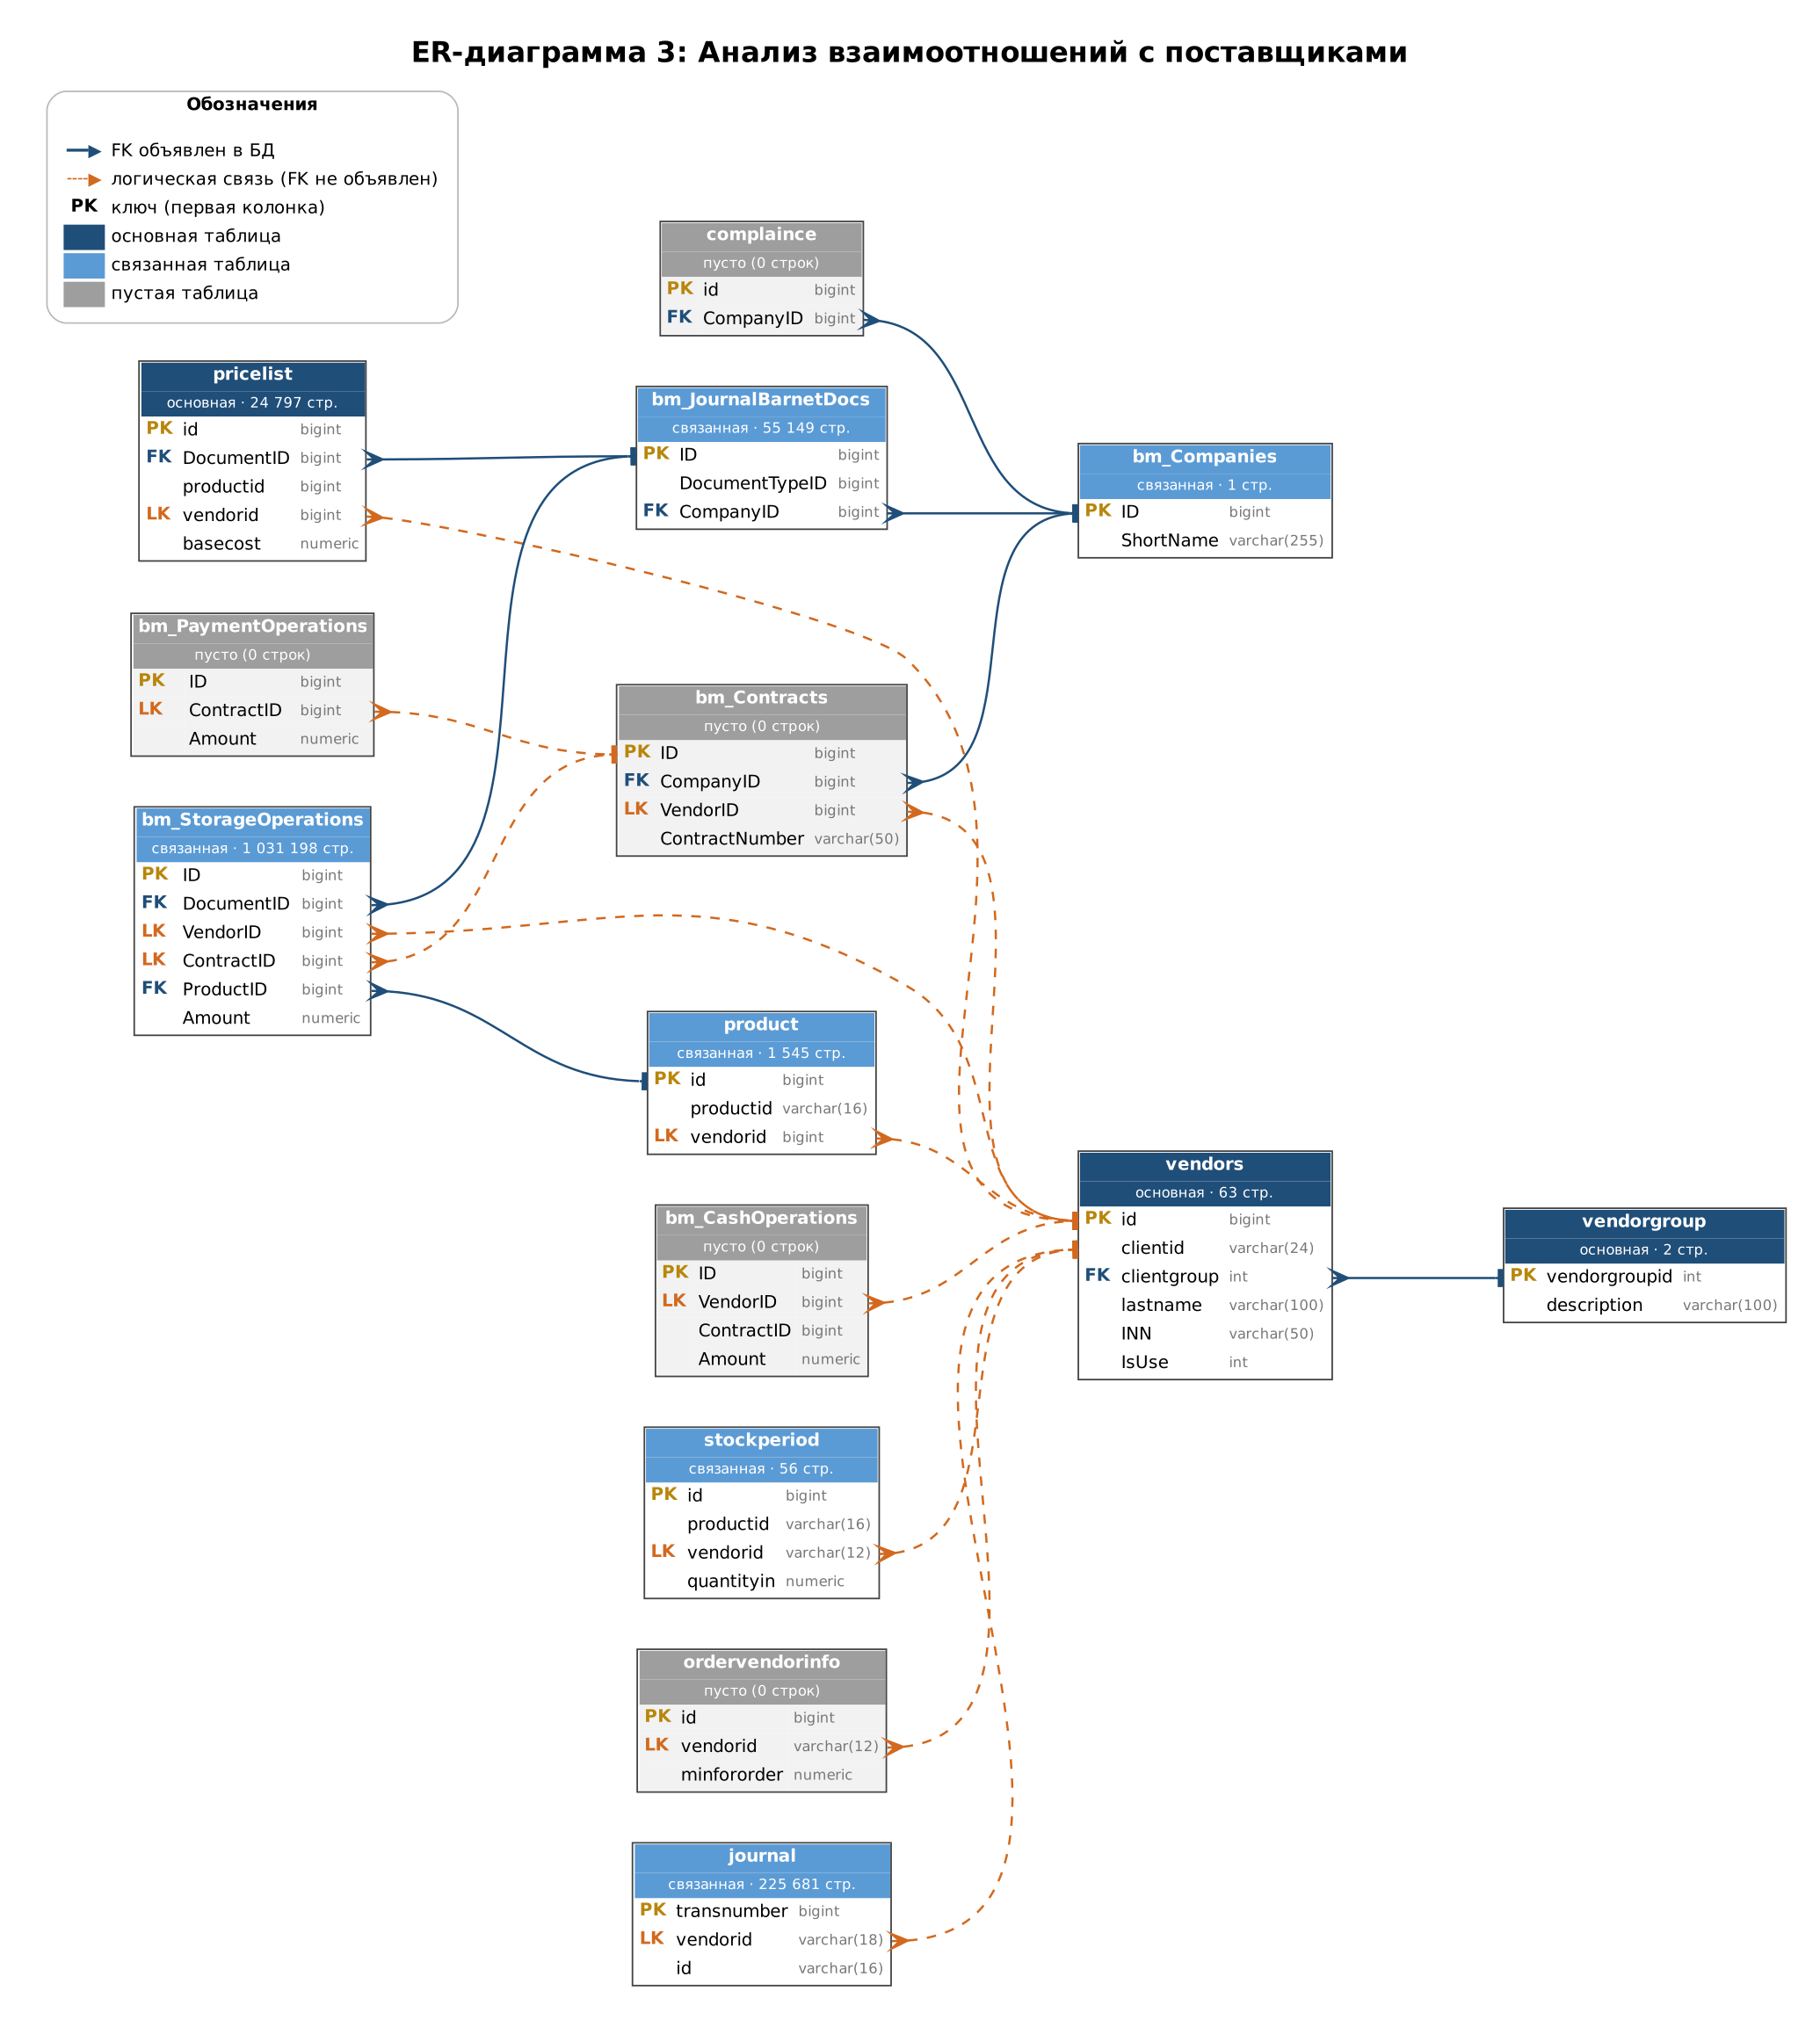 ER-диаграмма 3: Анализ взаимоотношений с поставщиками
Обозначения
FK объявлен в БД
логическая связь (FK не объявлен)
PK ключ (первая колонка)
основная таблица
связанная таблица
пустая таблица
complaince
пусто (0 строк)
PK id bigint
FK CompanyID bigint
pricelist
основная · 24 797 стр.
PK id bigint
FK DocumentID bigint
productid bigint
LK vendorid bigint
basecost numeric
bm_JournalBarnetDocs
связанная · 55 149 стр.
PK ID bigint
DocumentTypeID bigint
FK CompanyID bigint
bm_Companies
связанная · 1 стр.
PK ID bigint
ShortName varchar(255)
bm_PaymentOperations
пусто (0 строк)
PK ID bigint
LK ContractID bigint
Amount numeric
bm_Contracts
пусто (0 строк)
PK ID bigint
FK CompanyID bigint
LK VendorID bigint
ContractNumber varchar(50)
bm_StorageOperations
связанная · 1 031 198 стр.
PK ID bigint
FK DocumentID bigint
LK VendorID bigint
LK ContractID bigint
FK ProductID bigint
Amount numeric
product
связанная · 1 545 стр.
PK id bigint
productid varchar(16)
LK vendorid bigint
vendors
основная · 63 стр.
PK id bigint
clientid varchar(24)
FK clientgroup int
lastname varchar(100)
INN varchar(50)
IsUse int
vendorgroup
основная · 2 стр.
PK vendorgroupid int
description varchar(100)
bm_CashOperations
пусто (0 строк)
PK ID bigint
LK VendorID bigint
ContractID bigint
Amount numeric
stockperiod
связанная · 56 стр.
PK id bigint
productid varchar(16)
LK vendorid varchar(12)
quantityin numeric
ordervendorinfo
пусто (0 строк)
PK id bigint
LK vendorid varchar(12)
minfororder numeric
journal
связанная · 225 681 стр.
PK transnumber bigint
LK vendorid varchar(18)
id varchar(16)